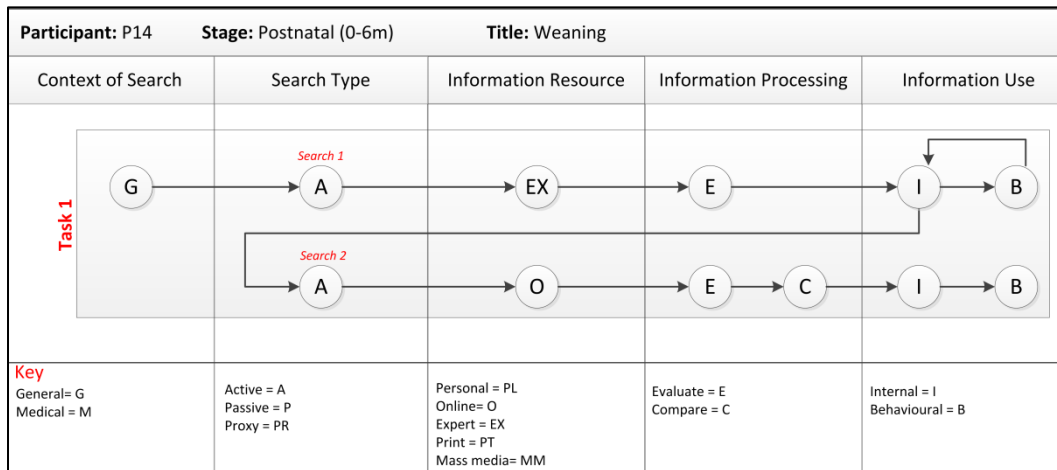 Participant: P14 Stage: Postnatal (0-6m) Title: Weaning
Context of Search Search Type Information Resource Information Processing Information Use
Task 1
Search 1
G A EX E I B
Search 2
A O E C I B
Key
General= G
Medical = M
Active = A
Passive = P
Proxy = PR
Personal = PL
Online= O
Expert = EX
Print = PT
Mass media= MM
Evaluate = E
Compare = C
Internal = I
Behavioural = B